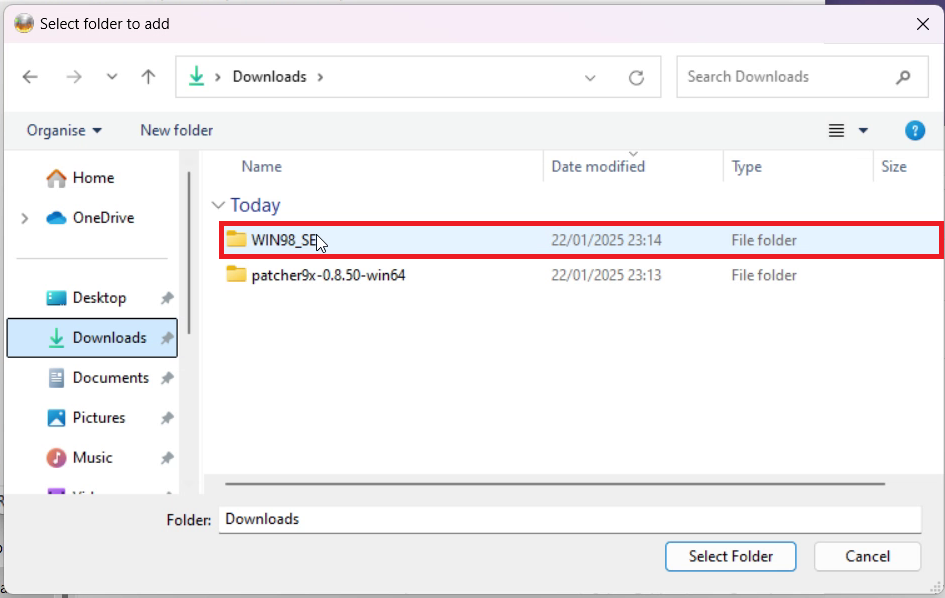 Select folder to add
Downloads
Search Downloads
Organise
New folder
?
Name
Date modified
Type
Size
Home
OneDrive
Desktop
Downloads
Documents
Pictures
Music
Today
WIN98_SE
22/01/2025 23:14
File folder
patcher9x-0.8.50-win64
22/01/2025 23:13
File folder
Folder:
Downloads
Select Folder
Cancel